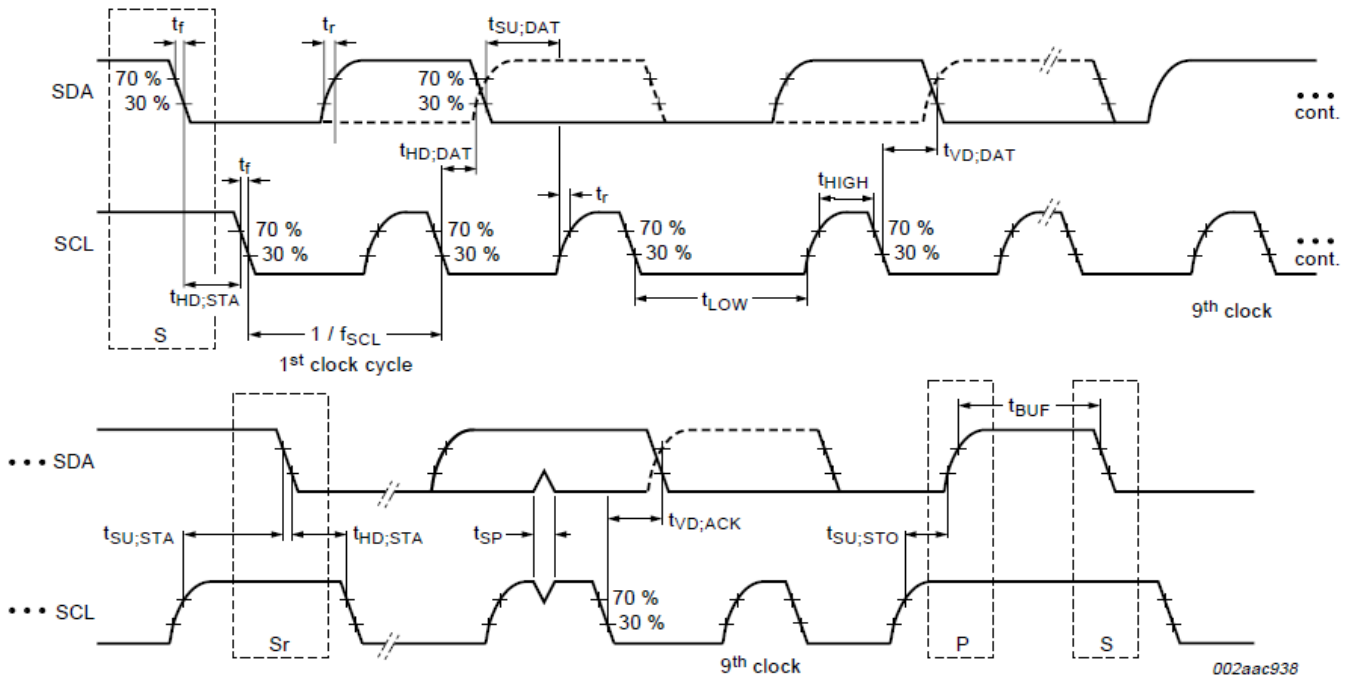 tf
tr
tSU;DAT
70 %
30 %
70 %
30 %
SDA
cont.
tHD;DAT
tVD;DAT
tf
tr
tHIGH
70 %
30 %
70 %
30 %
70 %
30 %
70 %
30 %
SCL
cont.
tHD;STA
tLOW
9th clock
S
1 / fSCL
1st clock cycle
tBUF
... SDA
tSU;STA
tHD;STA
tSP
tVD;ACK
tSU;STO
70 %
30 %
... SCL
Sr
P
S
9th clock
002aac938